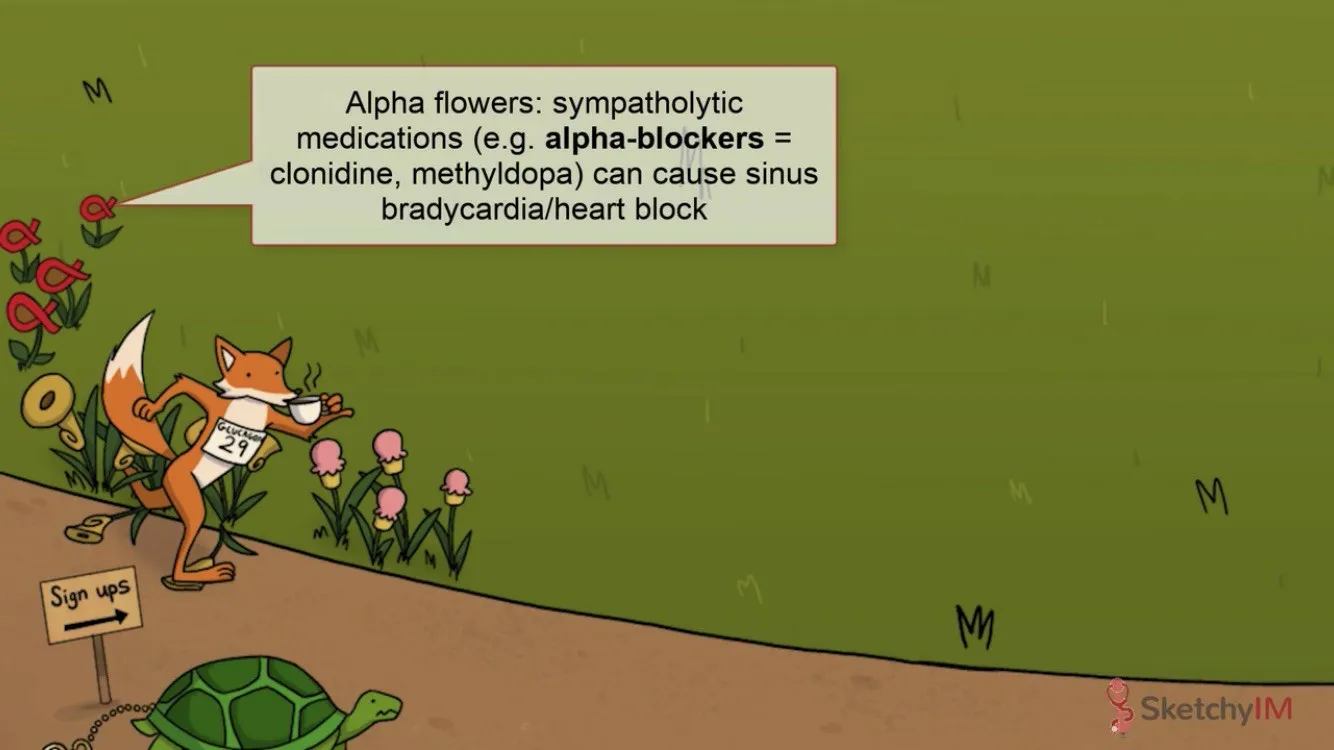 Alpha flowers: sympatholytic
medications (e.g. alpha-blockers =
clonidine, methyldopa) can cause sinus
bradycardia/heart block
GLUCAGON
29
Sign ups
SketchyIM